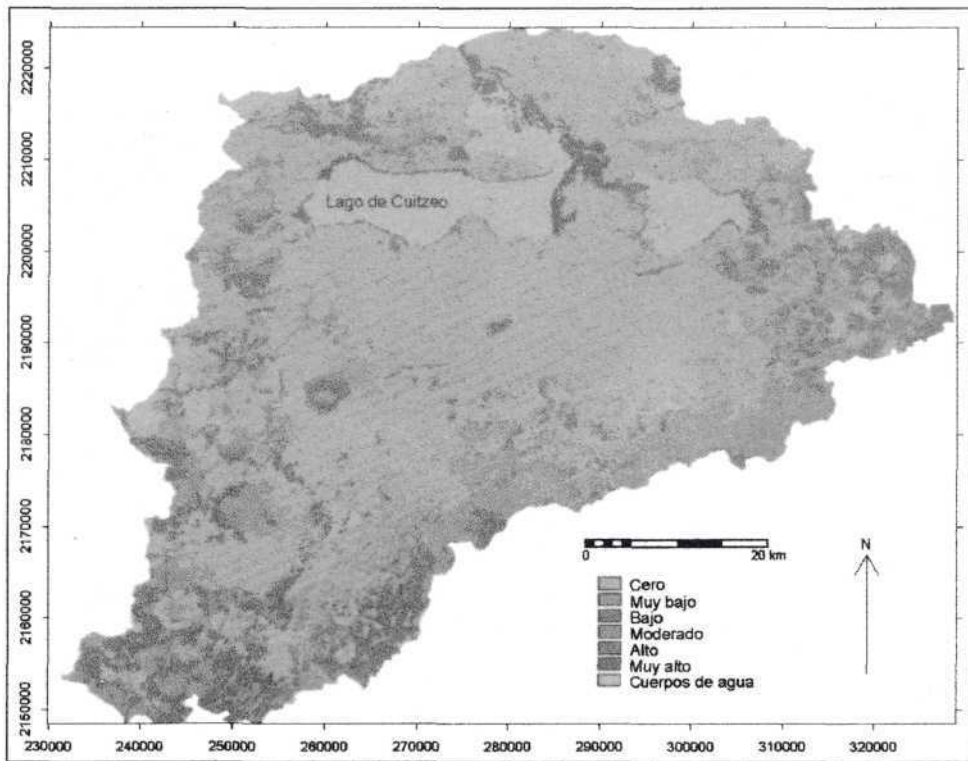 2220000
2210000
2200000
2190000
2180000
2170000
2160000
2150000
Lago de Cuitzeo
0 20 km
N
Cero
Muy bajo
Bajo
Moderado
Alto
Muy alto
Cuerpos de agua
230000 240000 250000 260000 270000 280000 290000 300000 310000 320000